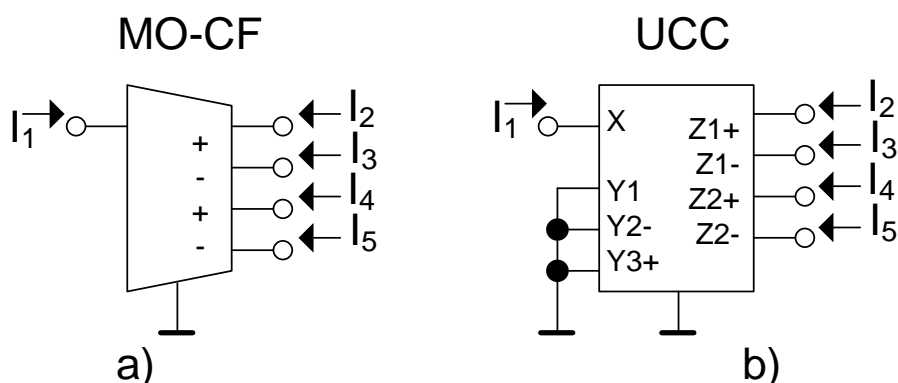 MO-CF
I1
+
-
+
-
I2
I3
I4
I5
a)
UCC
I1
X
Y1
Y2-
Y3+
Z1+
Z1-
Z2+
Z2-
I2
I3
I4
I5
b)